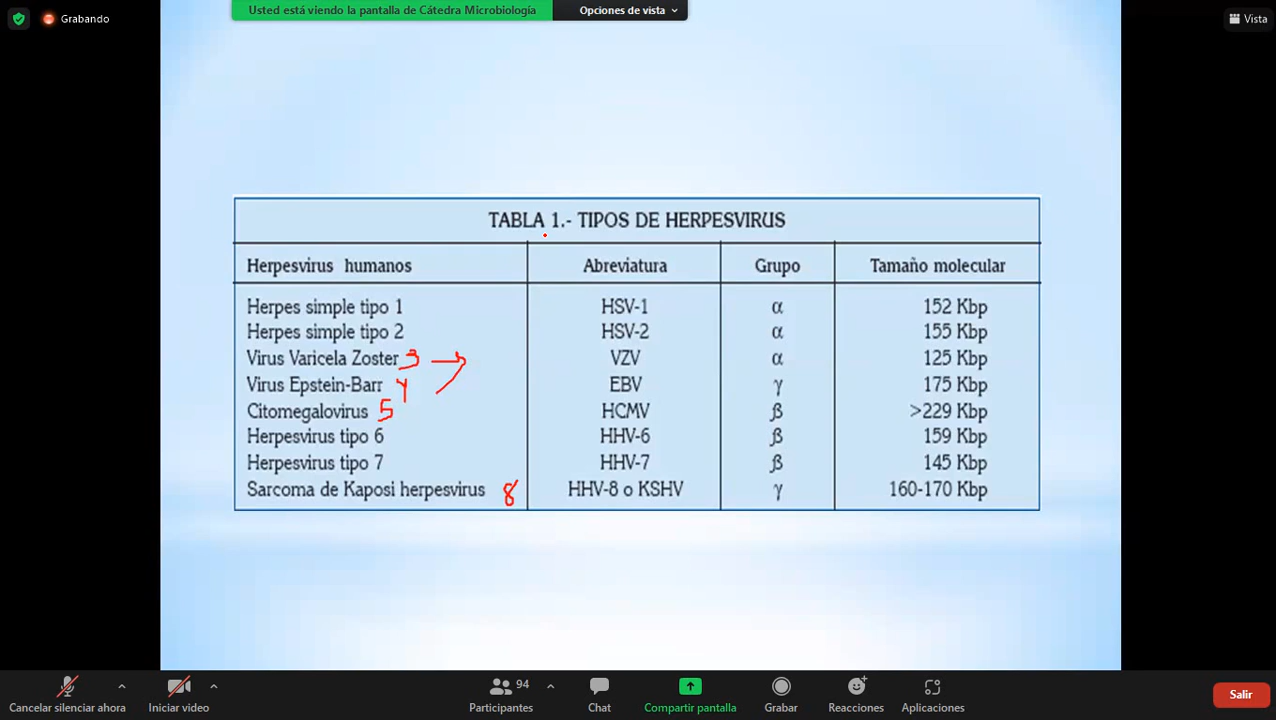 Grabando
Usted está viendo la pantalla de Cátedra Microbiología
Opciones de vista
Vista
TABLA 1.- TIPOS DE HERPESVIRUS
Herpesvirus humanos Abreviatura Grupo Tamaño molecular
Herpes simple tipo 1 HSV-1 α 152 Kbp
Herpes simple tipo 2 HSV-2 α 155 Kbp
Virus Varicela Zoster 3 VZV α 125 Kbp
Virus Epstein-Barr 4 EBV γ 175 Kbp
Citomegalovirus 5 HCMV ß >229 Kbp
Herpesvirus tipo 6 HHV-6 ß 159 Kbp
Herpesvirus tipo 7 HHV-7 ß 145 Kbp
Sarcoma de Kaposi herpesvirus 8 HHV-8 o KSHV γ 160-170 Kbp
94
Cancelar silenciar ahora
Iniciar video
Participantes
Chat
Compartir pantalla
Grabar
Reacciones
Aplicaciones
Salir